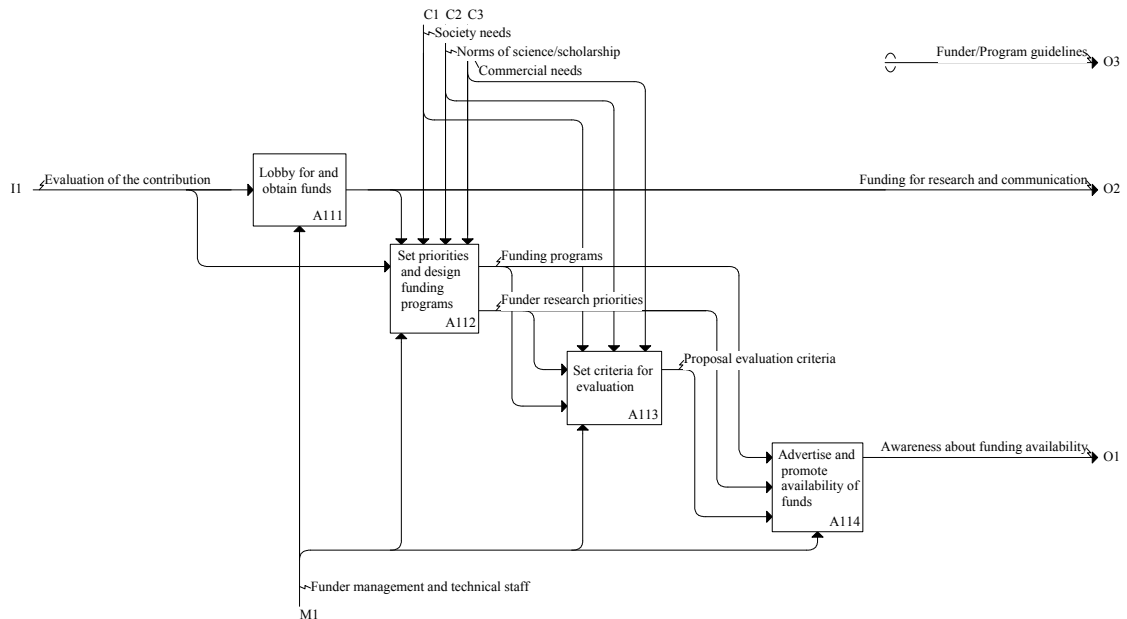 C1 C2 C3
Society needs
Norms of science/scholarship
Commercial needs
Funder/Program guidelines
O3
I1
Evaluation of the contribution
Lobby for and
obtain funds
A111
Funding for research and communication
O2
Set priorities
and design
funding
programs
A112
Funding programs
Funder research priorities
Set criteria for
evaluation
A113
Proposal evaluation criteria
Advertise and
promote
availability of
funds
A114
Awareness about funding availability
O1
Funder management and technical staff
M1